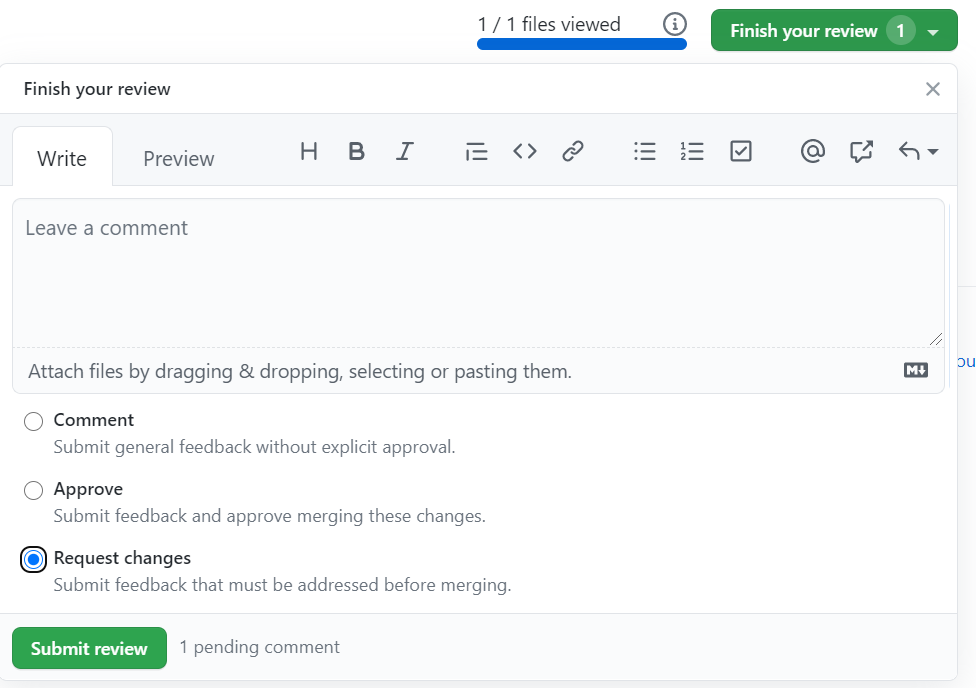 1 / 1 files viewed
Finish your review 1
Finish your review
Write Preview
Leave a comment
Attach files by dragging & dropping, selecting or pasting them.
ou
Comment
Submit general feedback without explicit approval.
Approve
Submit feedback and approve merging these changes.
Request changes
Submit feedback that must be addressed before merging.
Submit review 1 pending comment